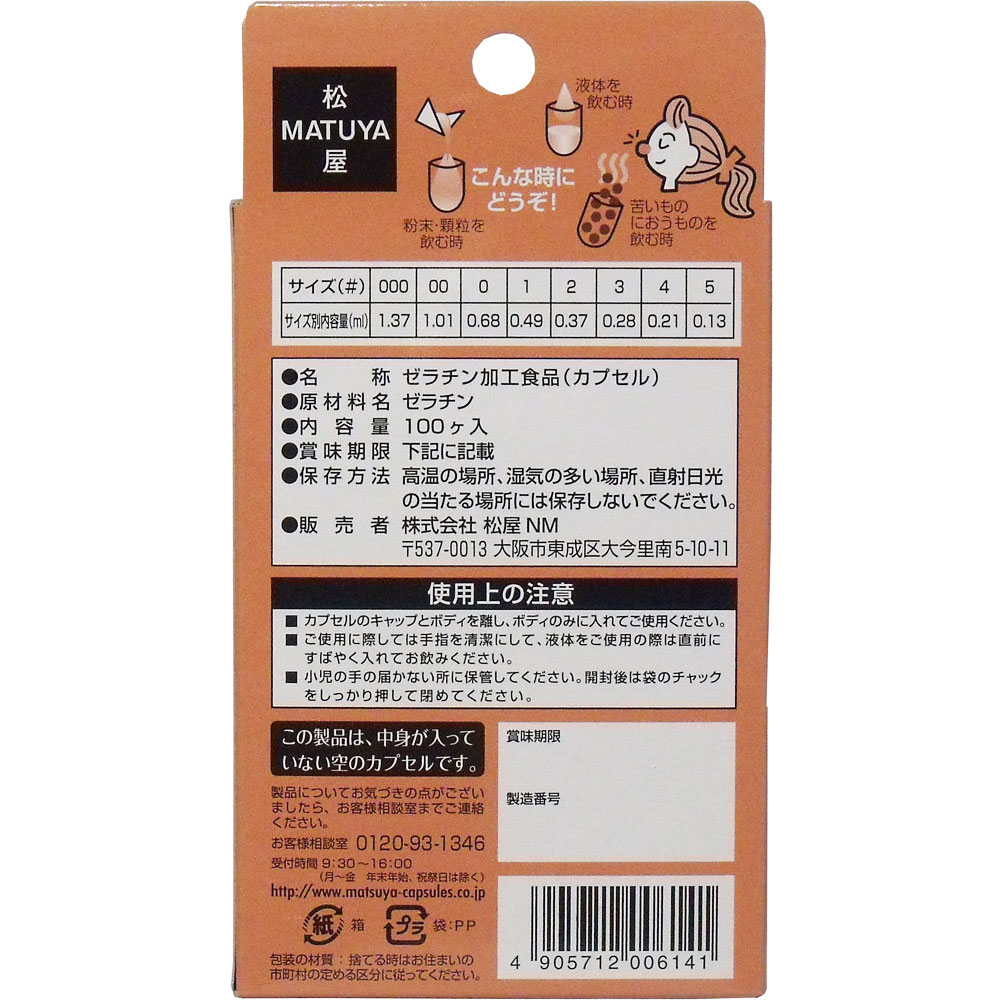 松
MATUYA
屋
液体を
飲む時
こんな時に
どうぞ!
粉末・顆粒を
飲む時
苦いもの
におうものを
飲む時
サイズ(#) 000 00 0 1 2 3 4 5
サイズ別内容量(ml) 1.37 1.01 0.68 0.49 0.37 0.28 0.21 0.13
●名称 ゼラチン加工食品(カプセル)
●原材料名 ゼラチン
●内容量 100ヶ入
●賞味期限 下記に記載
●保存方法 高温の場所、湿気の多い場所、直射日光
の当たる場所には保存しないでください。
●販売者 株式会社 松屋NM
〒537-0013 大阪市東成区大今里南5-10-11
使用上の注意
■ カプセルのキャップとボディを離し、ボディのみに入れてご使用ください。
■ ご使用に際しては手指を清潔にして、液体をご使用の際は直前に
すばやく入れてお飲みください。
■ 小児の手の届かない所に保管してください。開封後は袋のチャック
をしっかり押して閉めてください。
この製品は、中身が入って
いない空のカプセルです。
製品についてお気づきの点がござい
ましたら、お客様相談室までご連絡
ください。
お客様相談室 0120-93-1346
受付時間 9:30～16:00
(月～金 年末年始、祝祭日は除く)
http://www.matsuya-capsules.co.jp
紙 箱 プラ 袋:PP
包装の材質:捨てる時はお住まいの
市町村の定める区分に従ってください。
賞味期限
製造番号
4 905712 006141